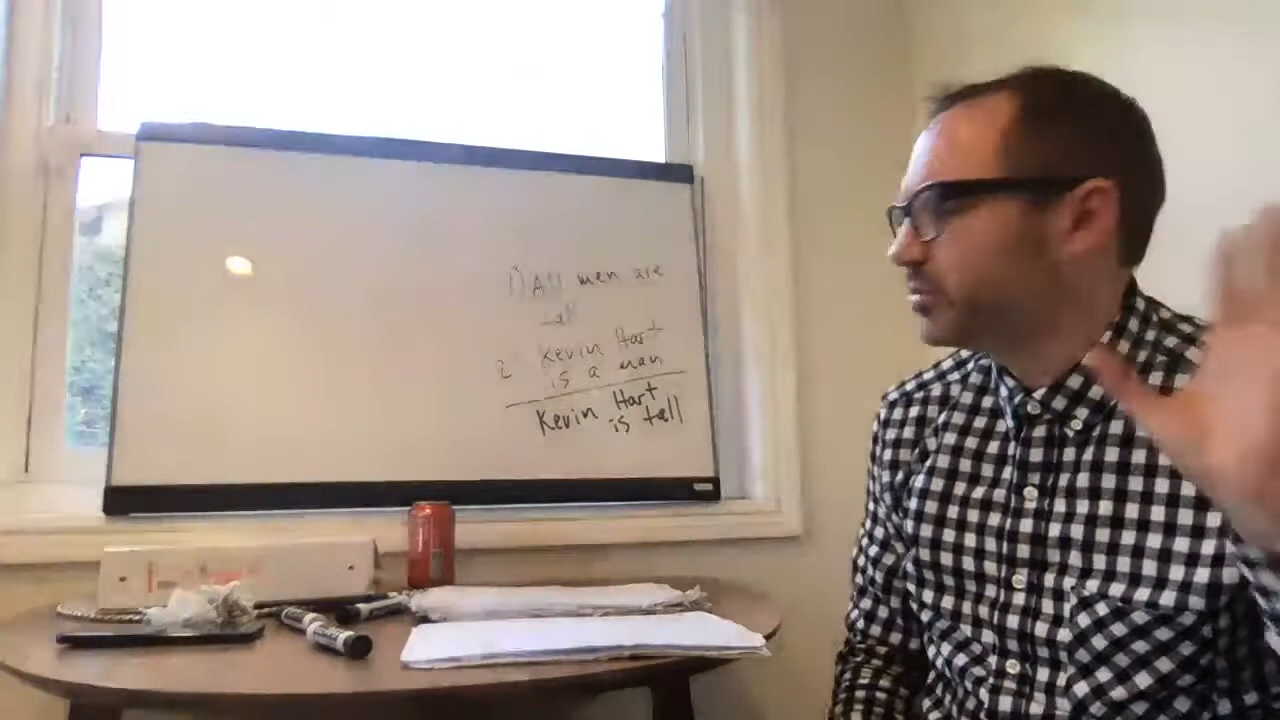 1) All men are
tall
2 Kevin Hart
is a man
Kevin Hart
is tall